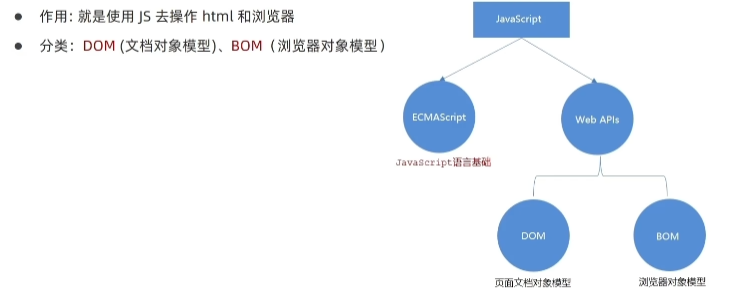 ● 作用: 就是使用 JS 去操作 html 和浏览器
● 分类：DOM (文档对象模型)、BOM（浏览器对象模型）
JavaScript
ECMAScript
Web APIs
JavaScript语言基础
DOM
BOM
页面文档对象模型
浏览器对象模型